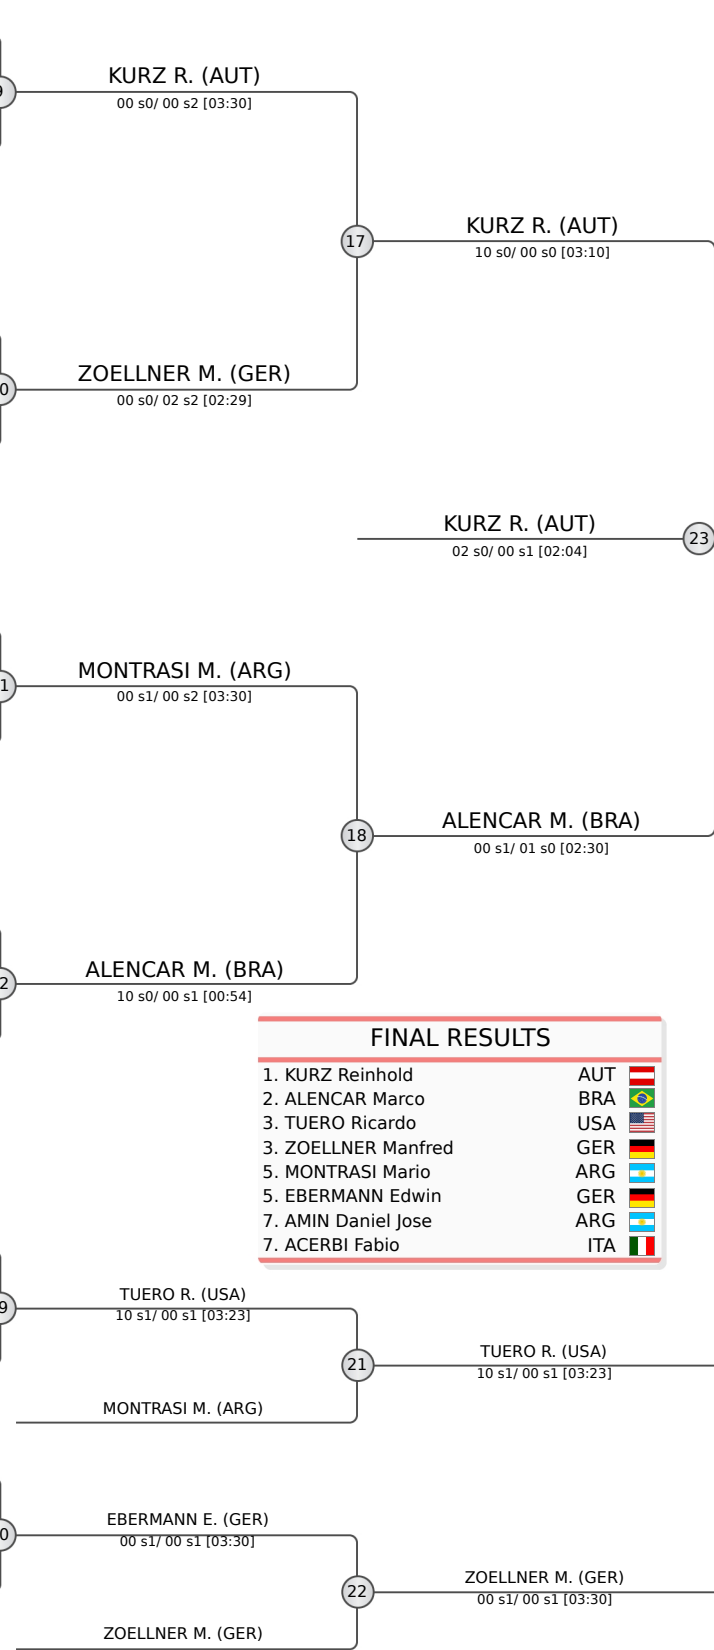 KURZ R. (AUT)
9
00 s0/ 00 s2 [03:30]
KURZ R. (AUT)
17
10 s0/ 00 s0 [03:10]
ZOELLNER M. (GER)
0
00 s0/ 02 s2 [02:29]
KURZ R. (AUT)
23
02 s0/ 00 s1 [02:04]
MONTRASI M. (ARG)
1
00 s1/ 00 s2 [03:30]
ALENCAR M. (BRA)
18
00 s1/ 01 s0 [02:30]
ALENCAR M. (BRA)
2
10 s0/ 00 s1 [00:54]
FINAL RESULTS
1. KURZ Reinhold AUT
2. ALENCAR Marco BRA
3. TUERO Ricardo USA
3. ZOELLNER Manfred GER
5. MONTRASI Mario ARG
5. EBERMANN Edwin GER
7. AMIN Daniel Jose ARG
7. ACERBI Fabio ITA
TUERO R. (USA)
9
10 s1/ 00 s1 [03:23]
TUERO R. (USA)
21
10 s1/ 00 s1 [03:23]
MONTRASI M. (ARG)
EBERMANN E. (GER)
0
00 s1/ 00 s1 [03:30]
ZOELLNER M. (GER)
22
00 s1/ 00 s1 [03:30]
ZOELLNER M. (GER)